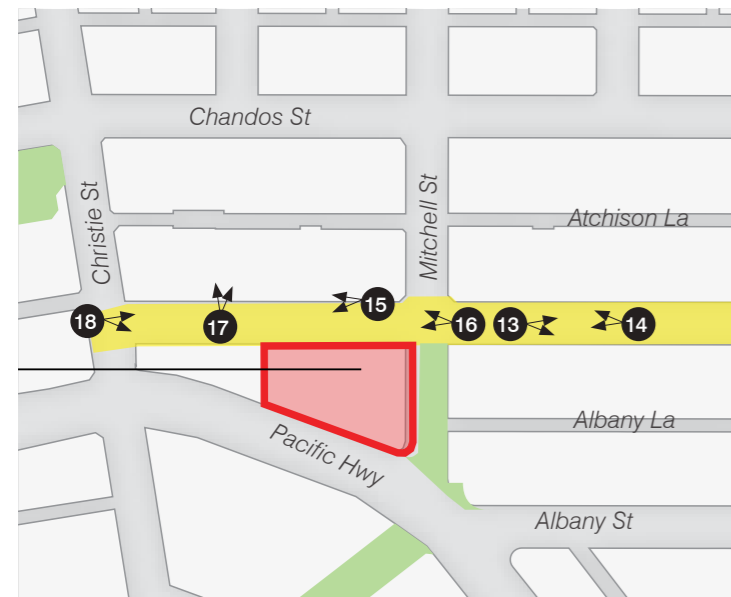 Chandos St
Christie St
Mitchell St
Atchison La
15
18
17
16
13
14
Albany La
Pacific Hwy
Albany St